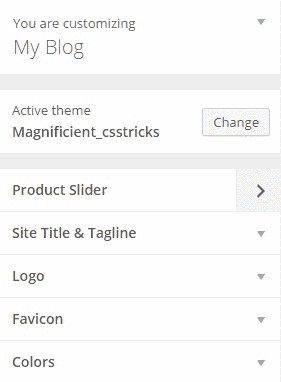 You are customizing
My Blog
Active theme
Magnificient_csstricks
Change
Product Slider
Site Title & Tagline
Logo
Favicon
Colors